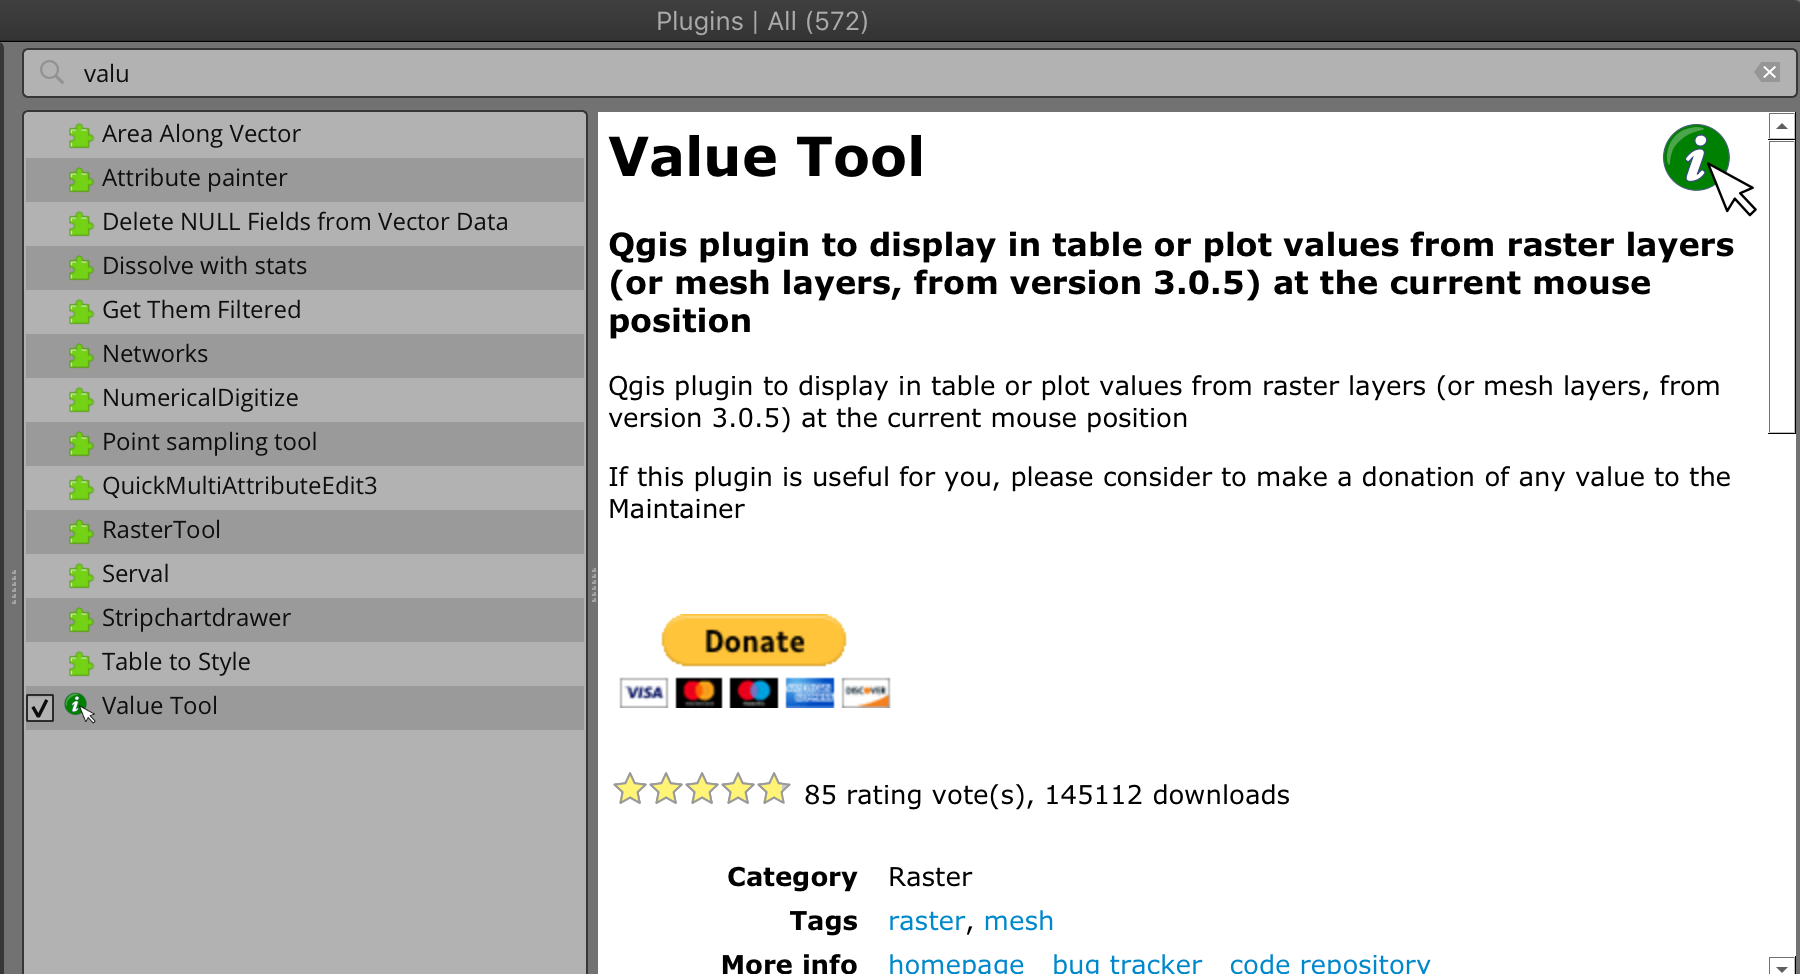 Plugins | All (572)
valu
Area Along Vector
Attribute painter
Delete NULL Fields from Vector Data
Dissolve with stats
Get Them Filtered
Networks
NumericalDigitize
Point sampling tool
QuickMultiAttributeEdit3
RasterTool
Serval
Stripchartdrawer
Table to Style
Value Tool
Value Tool
Qgis plugin to display in table or plot values from raster layers
(or mesh layers, from version 3.0.5) at the current mouse
position
Qgis plugin to display in table or plot values from raster layers (or mesh layers, from
version 3.0.5) at the current mouse position
If this plugin is useful for you, please consider to make a donation of any value to the
Maintainer
Donate
VISA
AMERICAN EXPRESS
DISCOVER
85 rating vote(s), 145112 downloads
Category Raster
Tags raster, mesh
More info homepage bug tracker code repository